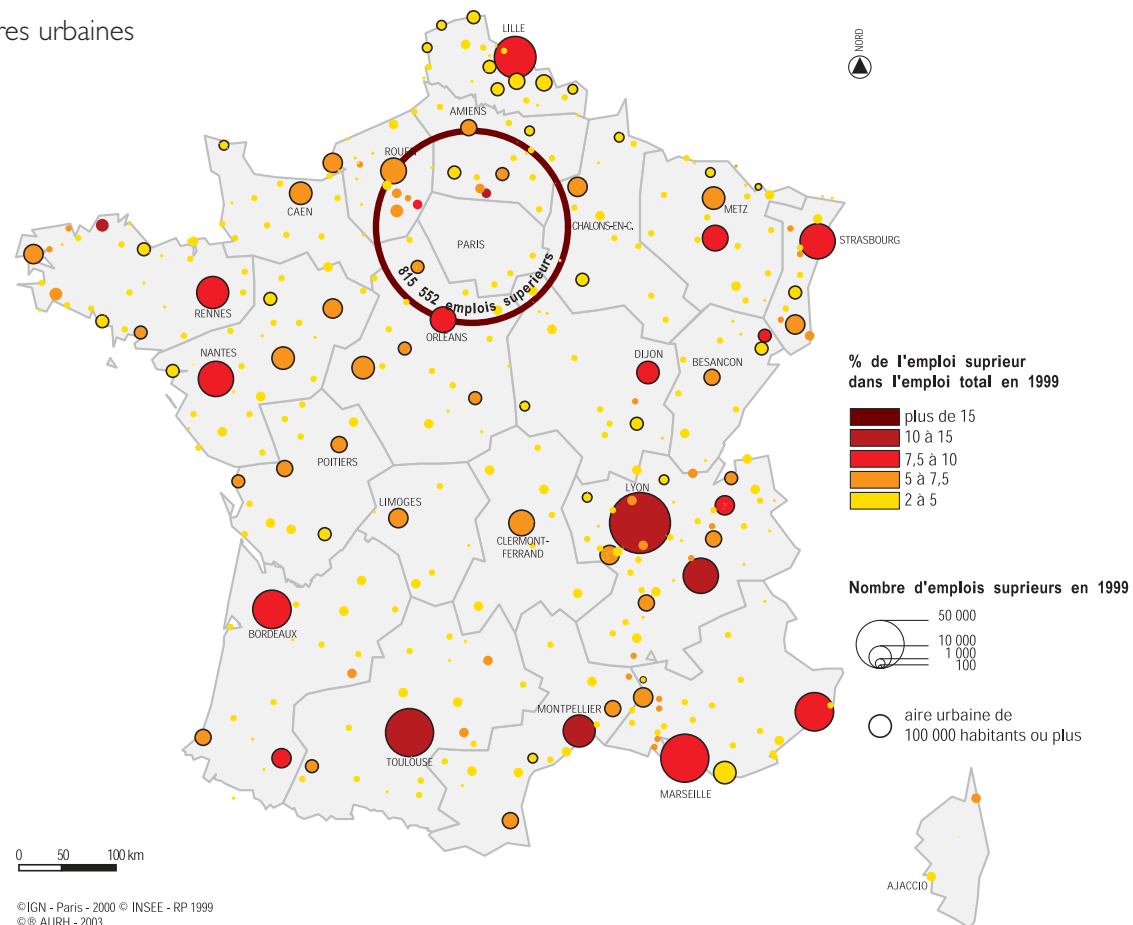 res urbaines
NORD
LILLE
AMIENS
ROUEN
CAEN
CHALONS-EN-C.
METZ
PARIS
STRASBOURG
815 552 emplois superieurs
RENNES
ORLEANS
NANTES
DIJON
BESANCON
% de l'emploi suprieur
dans l'emploi total en 1999
plus de 15
10 à 15
7,5 à 10
5 à 7,5
2 à 5
POITIERS
LIMOGES
LYON
CLERMONT-
FERRAND
Nombre d'emplois suprieurs en 1999
50 000
10 000
1 000
100
BORDEAUX
MONTPELLIER
aire urbaine de
100 000 habitants ou plus
TOULOUSE
MARSEILLE
0 50 100 km
AJACCIO
©IGN - Paris - 2000 © INSEE - RP 1999
©® AURH - 2003